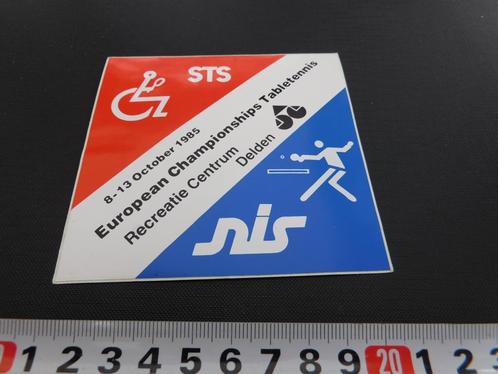 STS
8-13 October 1985
European Championships Tabletennis
Recreatie Centrum Delden
nis
0 1 2 3 4 5 6 7 8 9 20 1 2 3